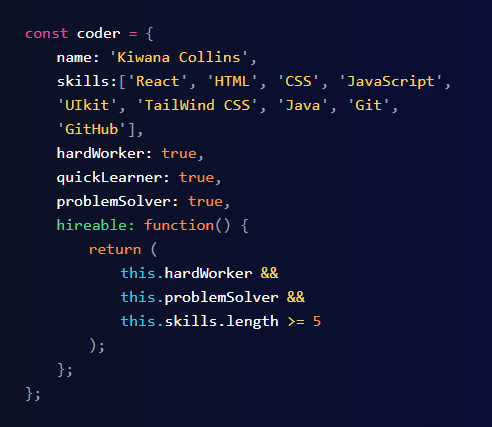 const coder = {
name: 'Kiwana Collins',
skills:['React', 'HTML', 'CSS', 'JavaScript',
'UIkit', 'TailWind CSS', 'Java', 'Git',
'GitHub'],
hardWorker: true,
quickLearner: true,
problemSolver: true,
hireable: function() {
return (
this.hardWorker &&
this.problemSolver &&
this.skills.length >= 5
);
};
};